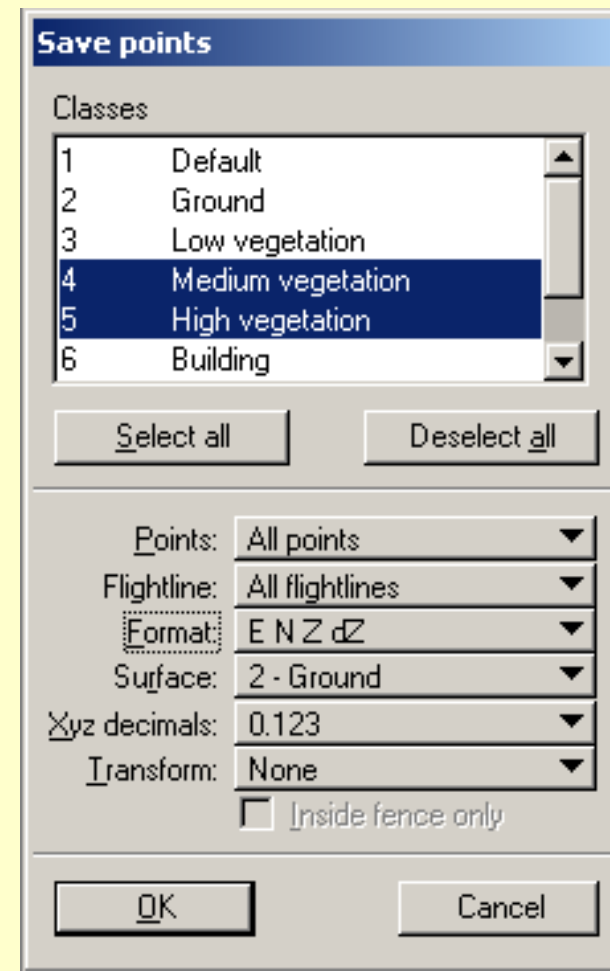 Save points
Classes
1 Default
2 Ground
3 Low vegetation
4 Medium vegetation
5 High vegetation
6 Building
Select all Deselect all
Points: All points
Flightline: All flightlines
Format: E N Z dZ
Surface: 2 - Ground
Xyz decimals: 0.123
Transform: None
Inside fence only
OK Cancel